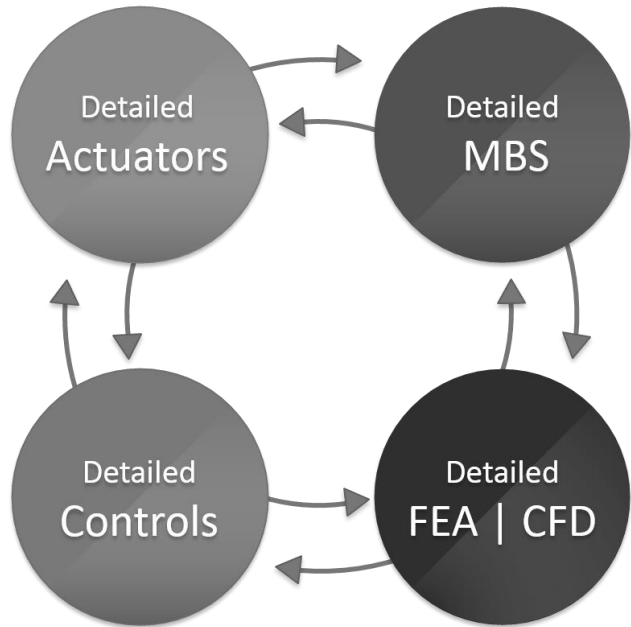 Detailed
Actuators
Detailed
MBS
Detailed
Controls
Detailed
FEA | CFD